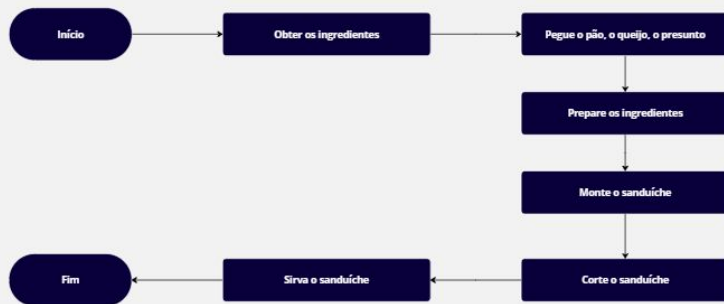 Início
Obter os ingredientes
Pegue o pão, o queijo, o presunto
Prepare os ingredientes
Monte o sanduíche
Corte o sanduíche
Sirva o sanduíche
Fim